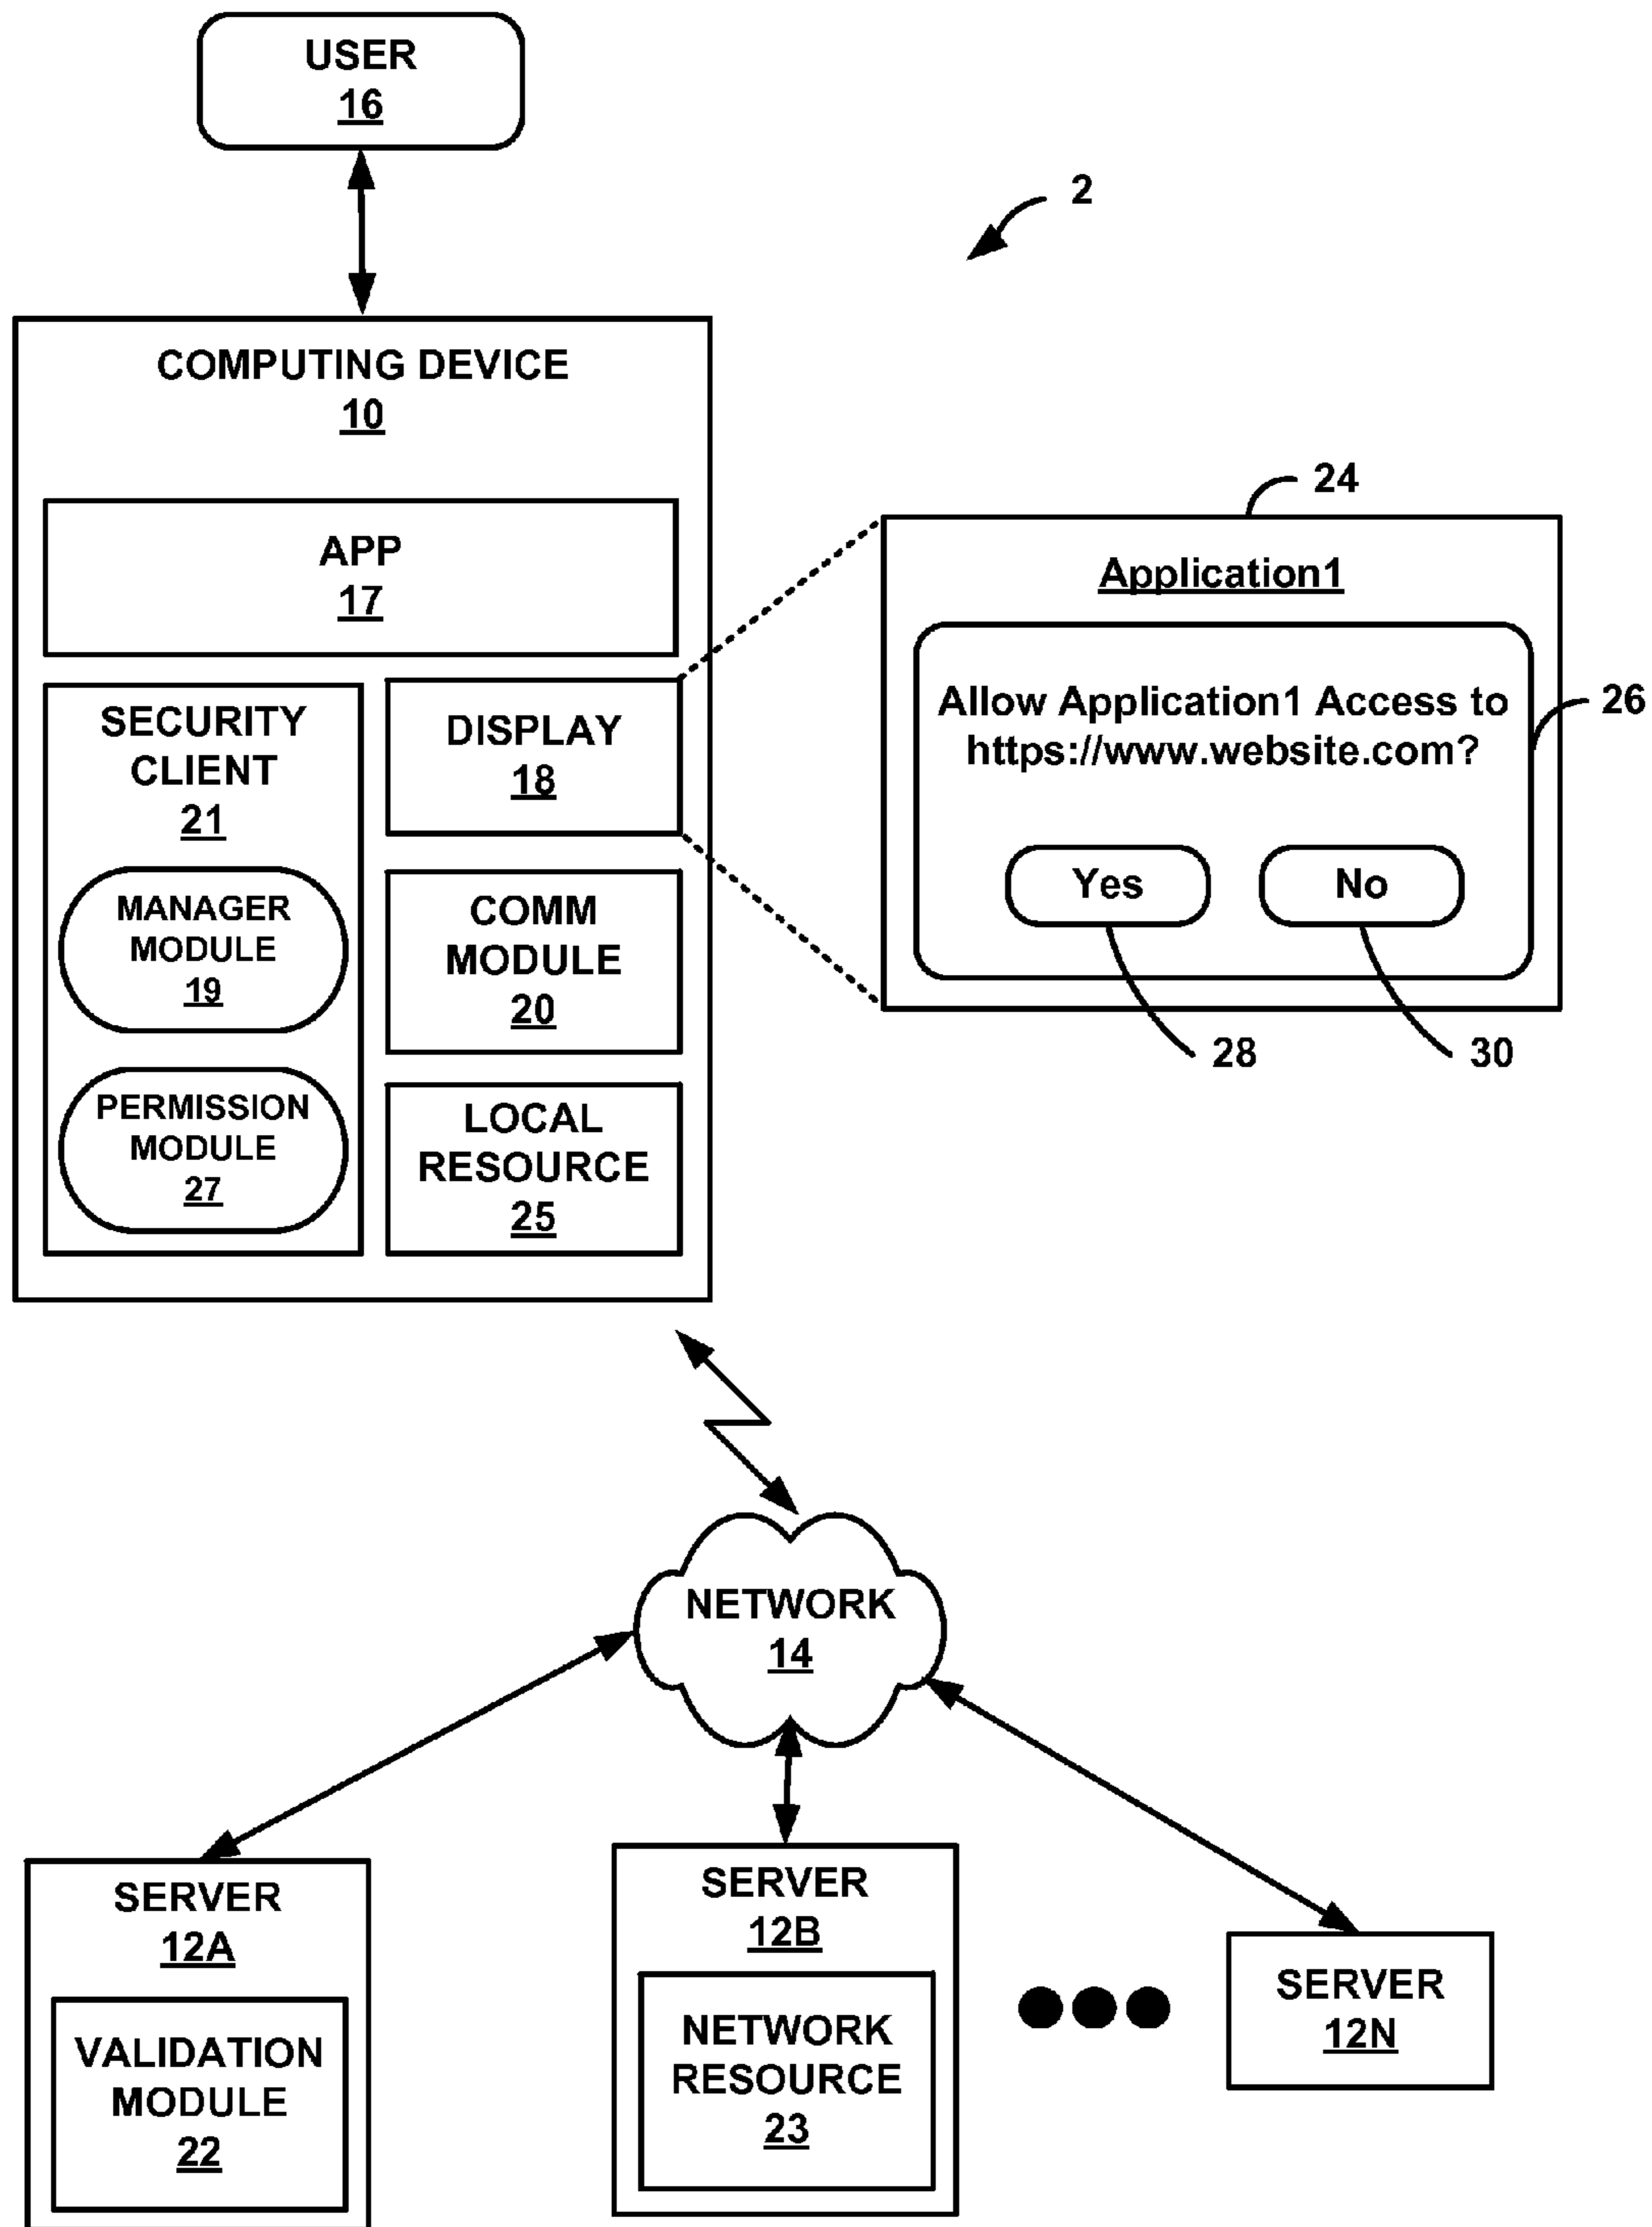 USER
16
2
COMPUTING DEVICE
10
APP
17
SECURITY
CLIENT
21
MANAGER
MODULE
19
PERMISSION
MODULE
27
DISPLAY
18
COMM
MODULE
20
LOCAL
RESOURCE
25
24
Application1
Allow Application1 Access to
https://www.website.com?
26
Yes
No
28
30
NETWORK
14
SERVER
12A
VALIDATION
MODULE
22
SERVER
12B
NETWORK
RESOURCE
23
SERVER
12N